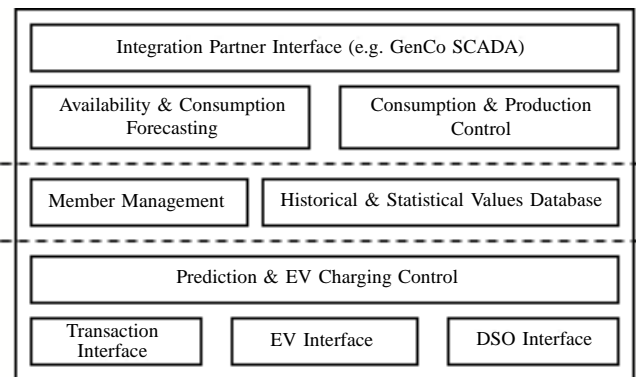 Integration Partner Interface (e.g. GenCo SCADA)
Availability & Consumption
Forecasting
Consumption & Production
Control
Member Management
Historical & Statistical Values Database
Prediction & EV Charging Control
Transaction
Interface
EV Interface
DSO Interface